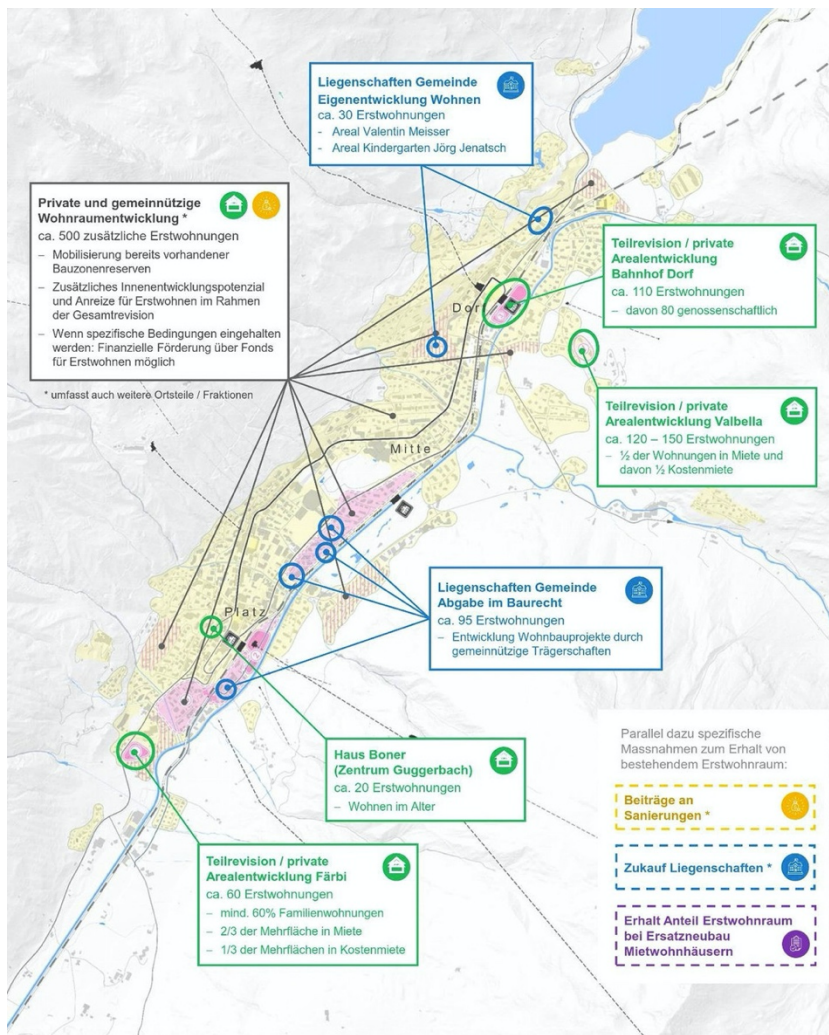 Liegenschaften Gemeinde
Eigenentwicklung Wohnen
ca. 30 Erstwohnungen
- Areal Valentin Meisser
- Areal Kindergarten Jörg Jenatsch
Private und gemeinnützige
Wohnraumentwicklung *
ca. 500 zusätzliche Erstwohnungen
– Mobilisierung bereits vorhandener
Bauzonenreserven
– Zusätzliches Innenentwicklungspotenzial
und Anreize für Erstwohnen im Rahmen
der Gesamtrevision
– Wenn spezifische Bedingungen eingehalten
werden: Finanzielle Förderung über Fonds
für Erstwohnen möglich
* umfasst auch weitere Ortsteile / Fraktionen
Teilrevision / private
Arealentwicklung
Bahnhof Dorf
ca. 110 Erstwohnungen
– davon 80 genossenschaftlich
Dorf
Teilrevision / private
Arealentwicklung Valbella
ca. 120 – 150 Erstwohnungen
– ½ der Wohnungen in Miete und
davon ½ Kostenmiete
Mitte
Liegenschaften Gemeinde
Abgabe im Baurecht
ca. 95 Erstwohnungen
– Entwicklung Wohnbauprojekte durch
gemeinnützige Trägerschaften
Platz
Haus Boner
(Zentrum Guggerbach)
ca. 20 Erstwohnungen
– Wohnen im Alter
Teilrevision / private
Arealentwicklung Färbi
ca. 60 Erstwohnungen
– mind. 60% Familienwohnungen
– 2/3 der Mehrfläche in Miete
– 1/3 der Mehrflächen in Kostenmiete
Parallel dazu spezifische
Massnahmen zum Erhalt von
bestehendem Erstwohnraum:
Beiträge an
Sanierungen *
Zukauf Liegenschaften *
Erhalt Anteil Erstwohnraum
bei Ersatzneubau
Mietwohnhäusern